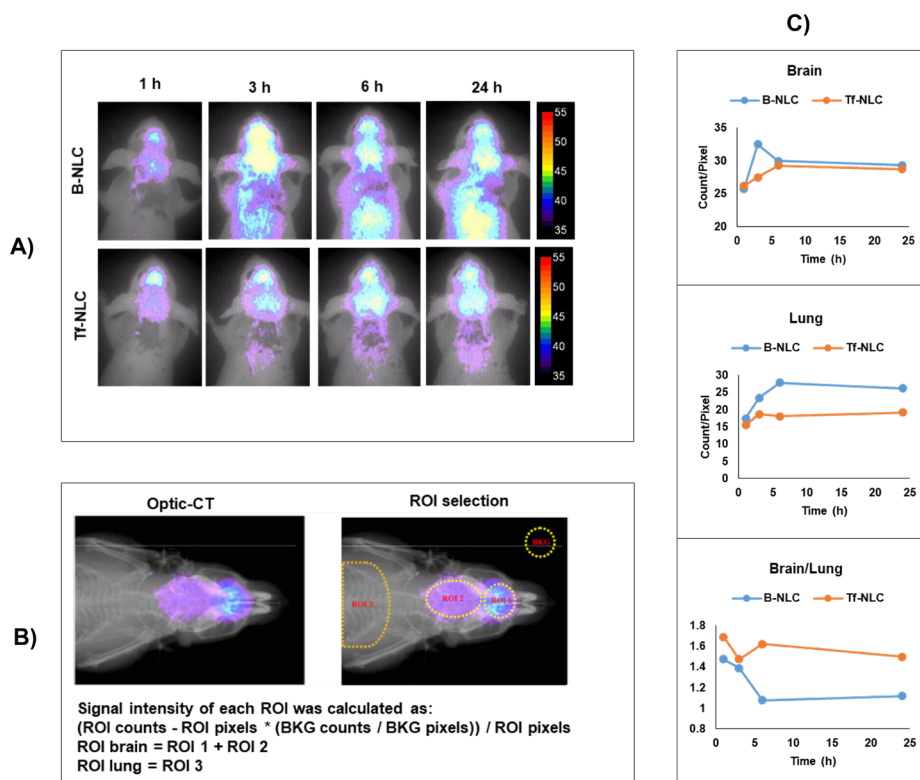 A)
1 h 3 h 6 h 24 h
B-NLC
55
50
45
40
35
Tf-NLC
55
50
45
40
35
B)
Optic-CT ROI selection
BKG
ROI 3 ROI 2 ROI 1
Signal intensity of each ROI was calculated as:
(ROI counts - ROI pixels * (BKG counts / BKG pixels)) / ROI pixels
ROI brain = ROI 1 + ROI 2
ROI lung = ROI 3
C)
Brain
B-NLC Tf-NLC
Count/Pixel
35
30
25
20
0 5 10 15 20 25
Time (h)
Lung
B-NLC Tf-NLC
Count/Pixel
30
25
20
15
10
5
0
0 5 10 15 20 25
Time (h)
Brain/Lung
B-NLC Tf-NLC
1.8
1.6
1.4
1.2
1
0.8
0 5 10 15 20 25
Time (h)